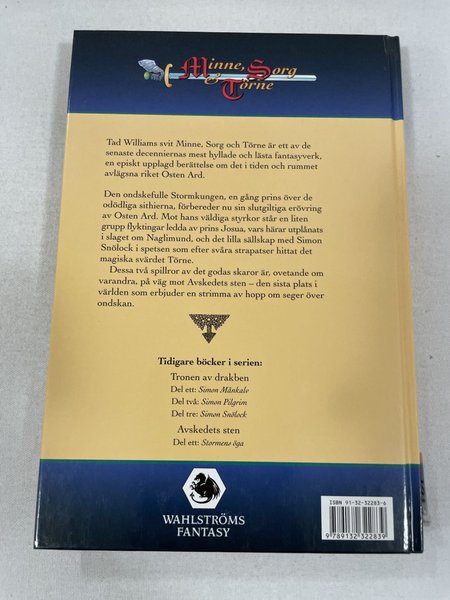 Minne, Sorg
& Törne
Tad Williams svit Minne, Sorg och Törne är ett av de
senaste decenniernas mest hyllade och lästa fantasyverk,
en episkt upplagd berättelse om det i tiden och rummet
avlägsna riket Osten Ard.
Den ondskefulle Stormkungen, en gång prins över de
odödliga sithierna, förbereder nu sin slutgiltiga erövring
av Osten Ard. Mot hans väldiga styrkor står en liten
grupp flyktingar ledda av prins Josua, vars härar utplånats
i slaget om Naglimund, och det lilla sällskap med Simon
Snölock i spetsen som efter svåra strapatser hittat det
magiska svärdet Törne.
Dessa två spillror av det godas skaror är, ovetande om
varandra, på väg mot Avskedets sten – den sista plats i
världen som erbjuder en strimma av hopp om seger över
ondskan.
Tidigare böcker i serien:
Tronen av drakben
Del ett: Simon Månkalv
Del två: Simon Pilgrim
Del tre: Simon Snölock
Avskedets sten
Del ett: Stormens öga
ISBN 91-32-32283-6
9 789132 322839
WAHLSTRÖMS
FANTASY